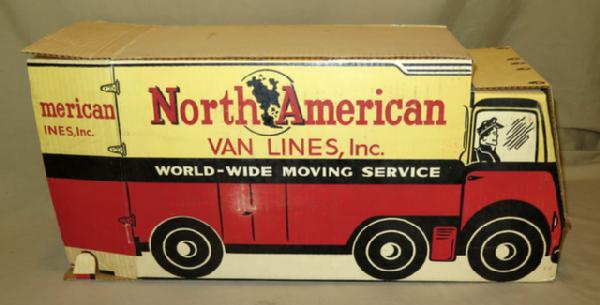 merican
INES, Inc.
North American
VAN LINES, Inc.
WORLD-WIDE MOVING SERVICE